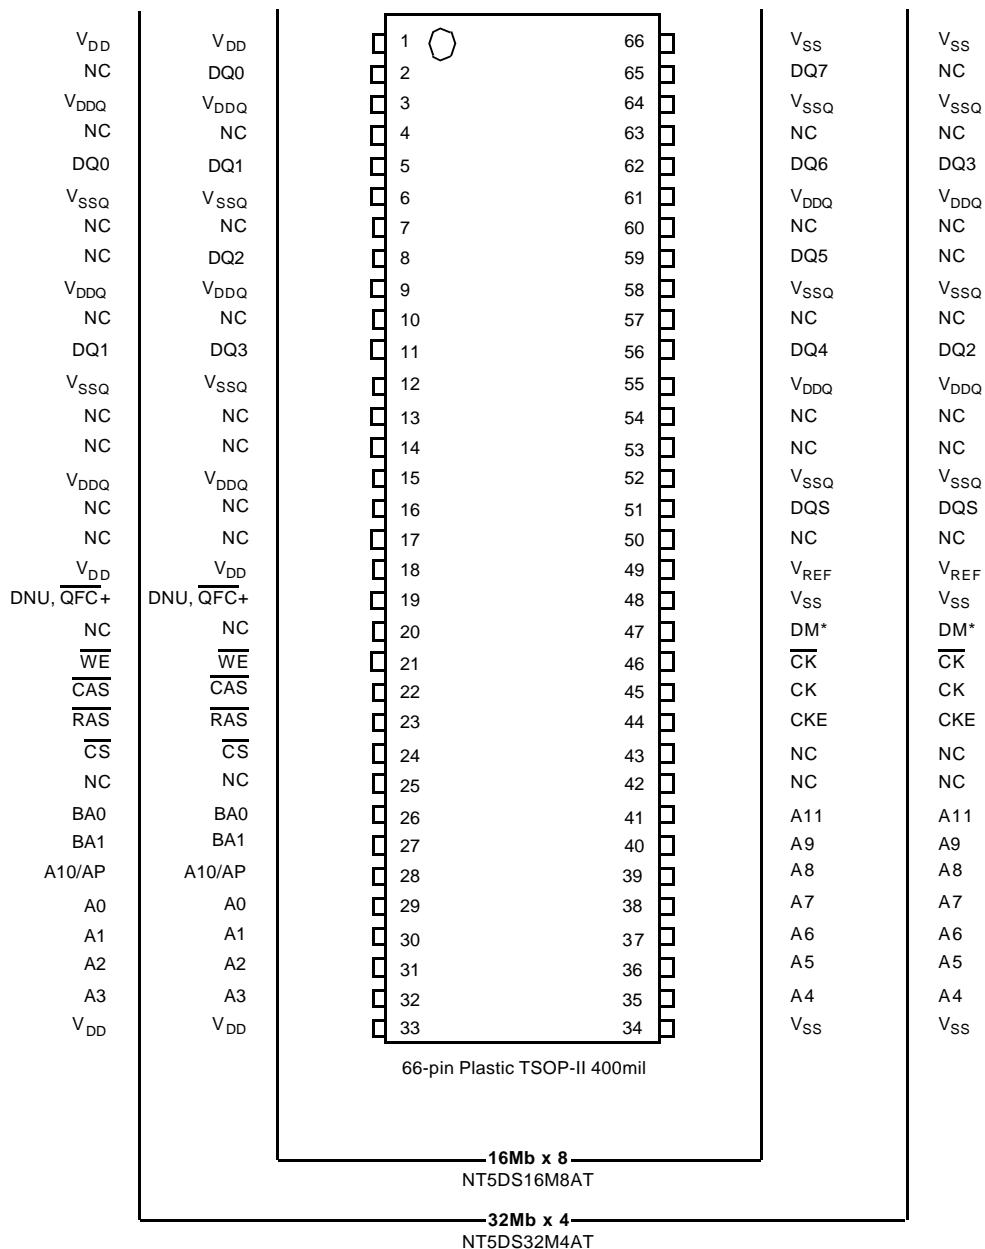 VDD VDD 1 66 VSS VSS
NC DQ0 2 65 DQ7 NC
VDDQ VDDQ 3 64 VSSQ VSSQ
NC NC 4 63 NC NC
DQ0 DQ1 5 62 DQ6 DQ3
VSSQ VSSQ 6 61 VDDQ VDDQ
NC NC 7 60 NC NC
NC DQ2 8 59 DQ5 NC
VDDQ VDDQ 9 58 VSSQ VSSQ
NC NC 10 57 NC NC
DQ1 DQ3 11 56 DQ4 DQ2
VSSQ VSSQ 12 55 VDDQ VDDQ
NC NC 13 54 NC NC
NC NC 14 53 NC NC
VDDQ VDDQ 15 52 VSSQ VSSQ
NC NC 16 51 DQS DQS
NC NC 17 50 NC NC
VDD VDD 18 49 VREF VREF
DNU, QFC+ DNU, QFC+ 19 48 VSS VSS
NC NC 20 47 DM* DM*
WE WE 21 46 CK CK
CAS CAS 22 45 CK CK
RAS RAS 23 44 CKE CKE
CS CS 24 43 NC NC
NC NC 25 42 NC NC
BA0 BA0 26 41 A11 A11
BA1 BA1 27 40 A9 A9
A10/AP A10/AP 28 39 A8 A8
A0 A0 29 38 A7 A7
A1 A1 30 37 A6 A6
A2 A2 31 36 A5 A5
A3 A3 32 35 A4 A4
VDD VDD 33 34 VSS VSS
66-pin Plastic TSOP-II 400mil
16Mb x 8
NT5DS16M8AT
32Mb x 4
NT5DS32M4AT